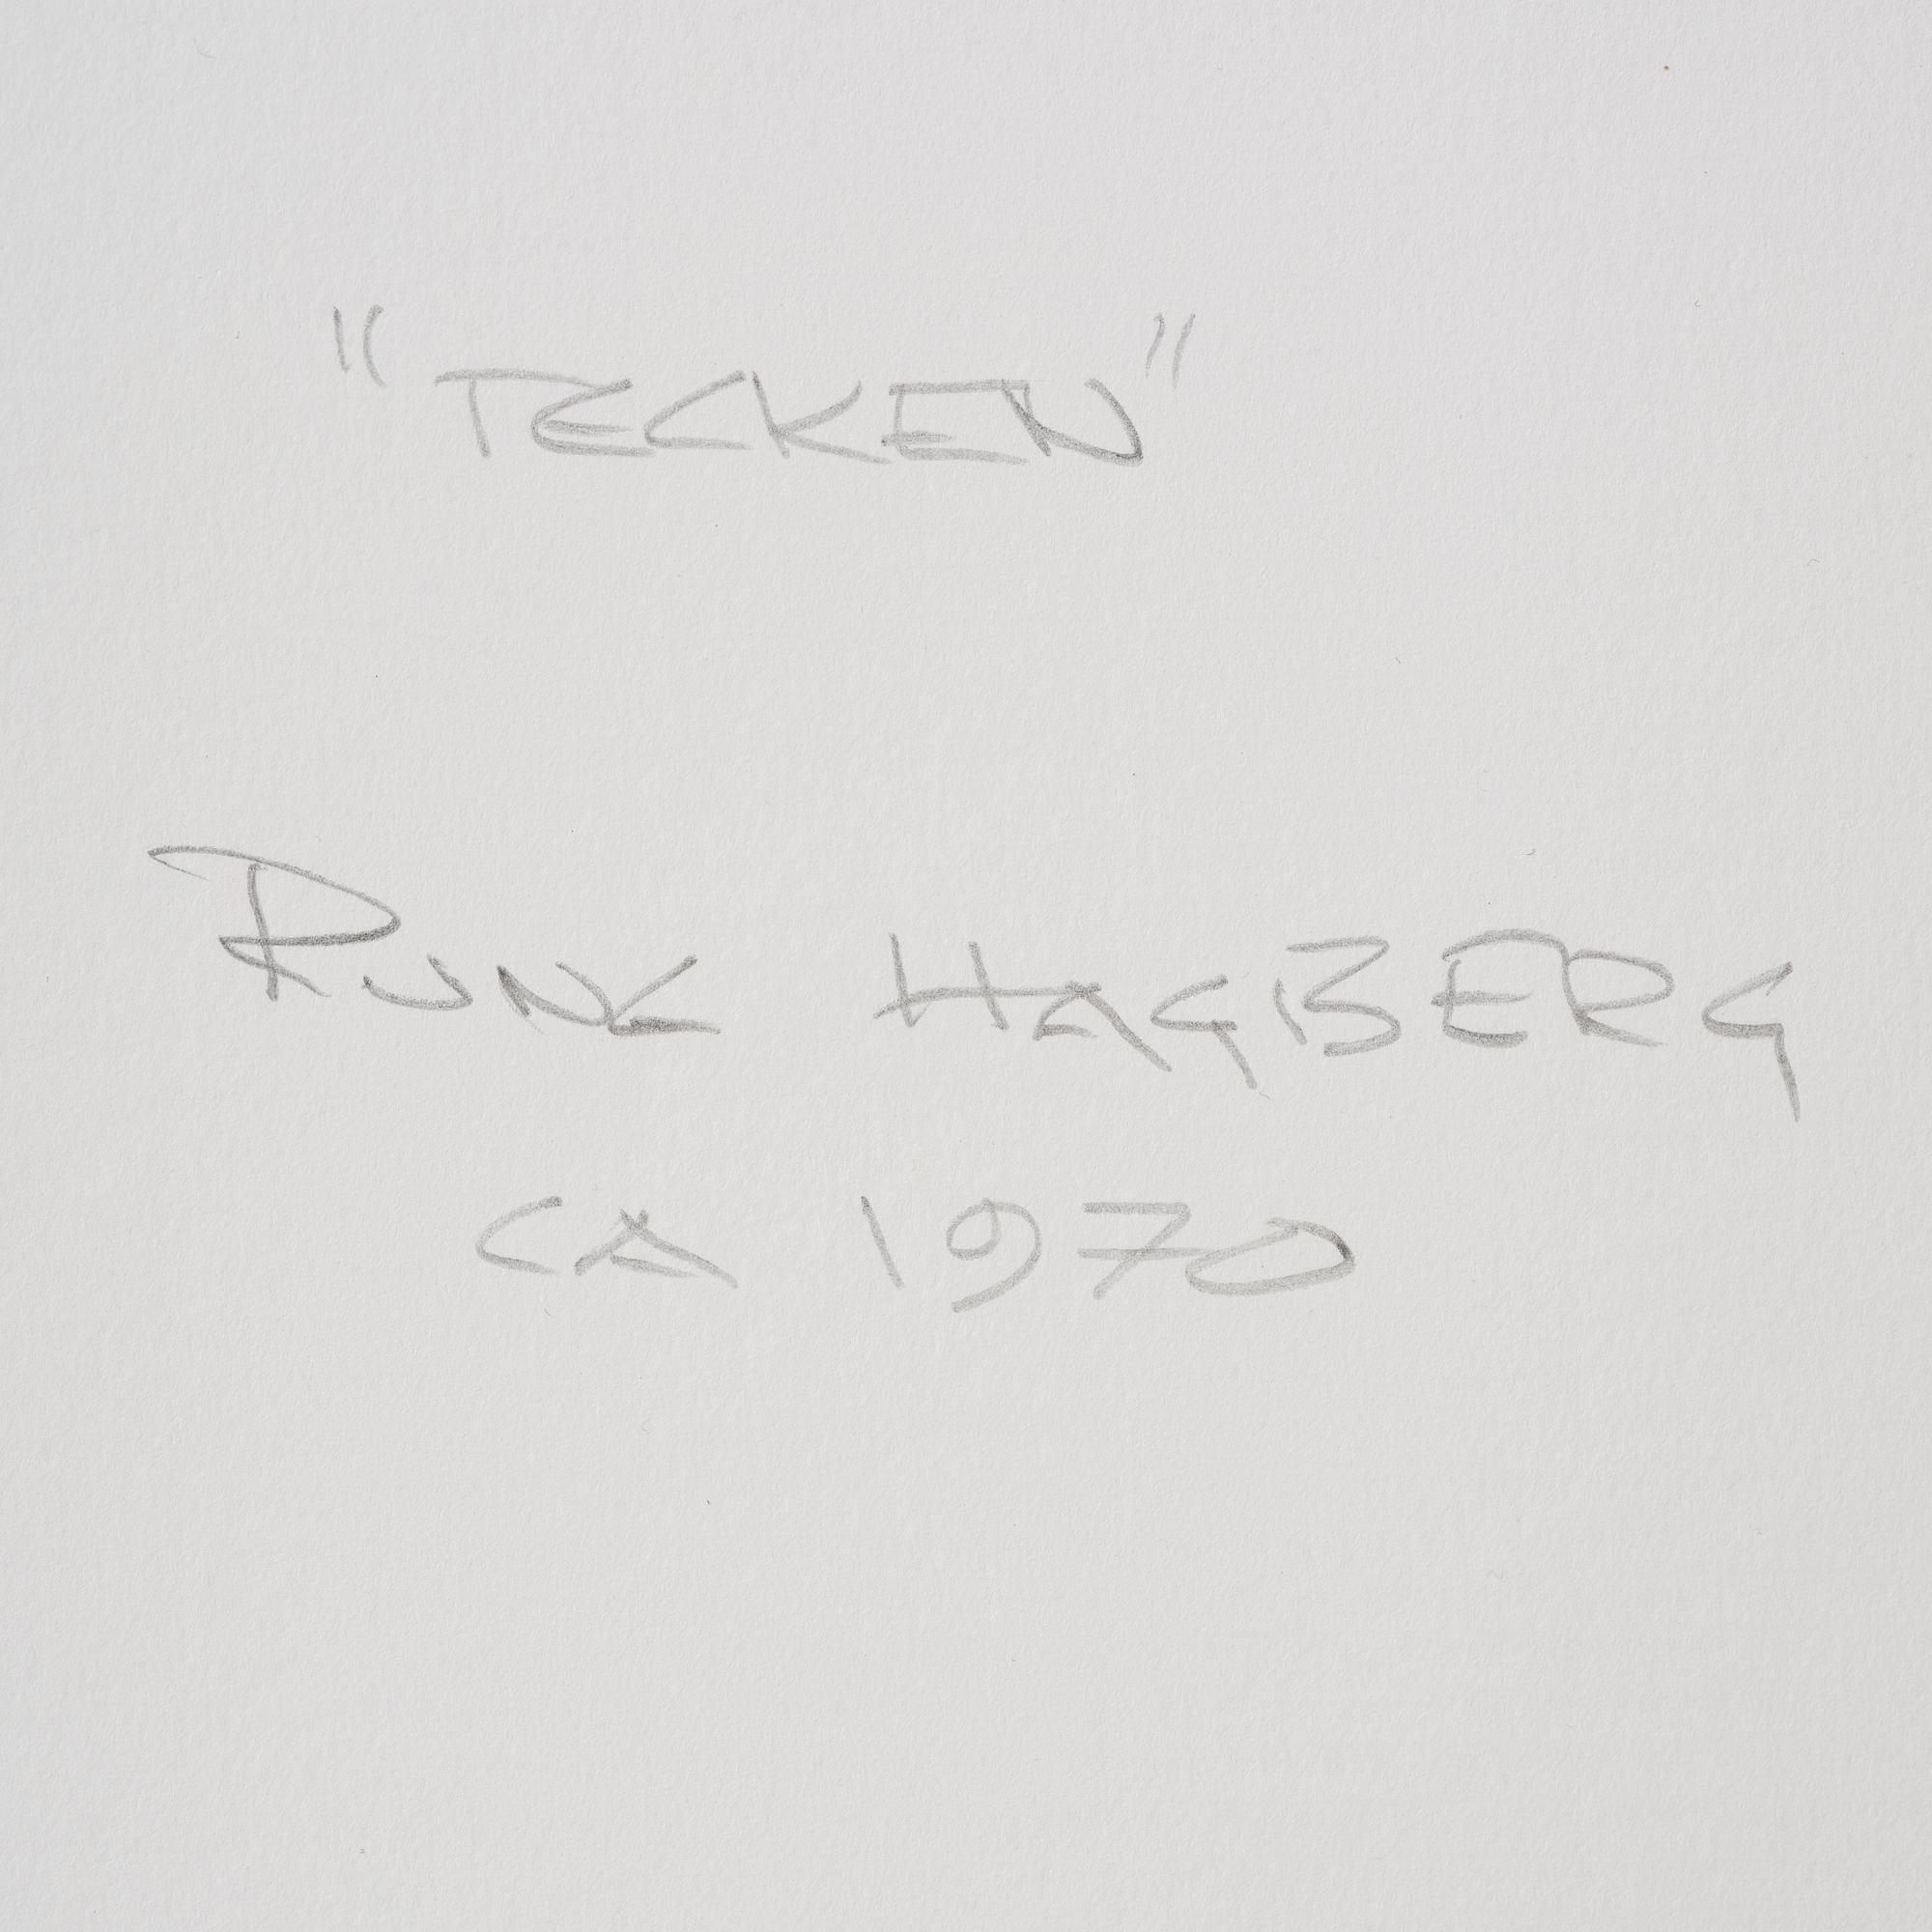 "TECKEN"
RUNE HAGBERG
CA 1970